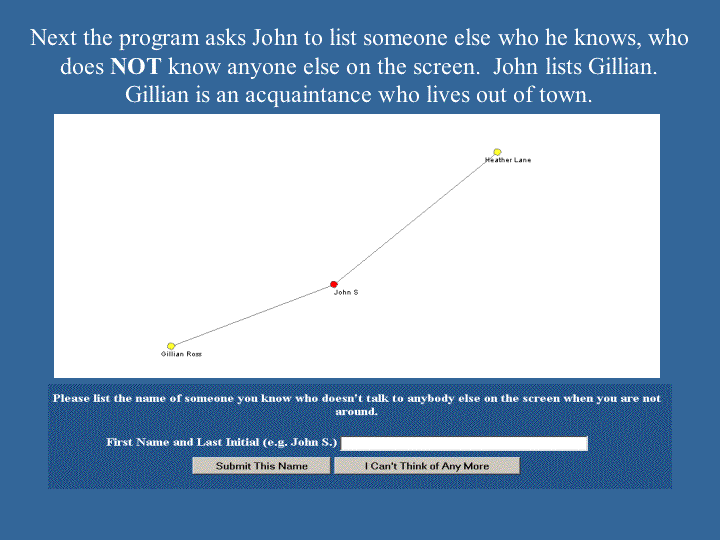 Next the program asks John to list someone else who he knows, who
does NOT know anyone else on the screen.  John lists Gillian.
Gillian is an acquaintance who lives out of town.
Heather Lane
John S
Gillian Ross
Please list the name of someone you know who doesn't talk to anybody else on the screen when you are not
around.
First Name and Last Initial (e.g. John S.)
Submit This Name I Can't Think of Any More